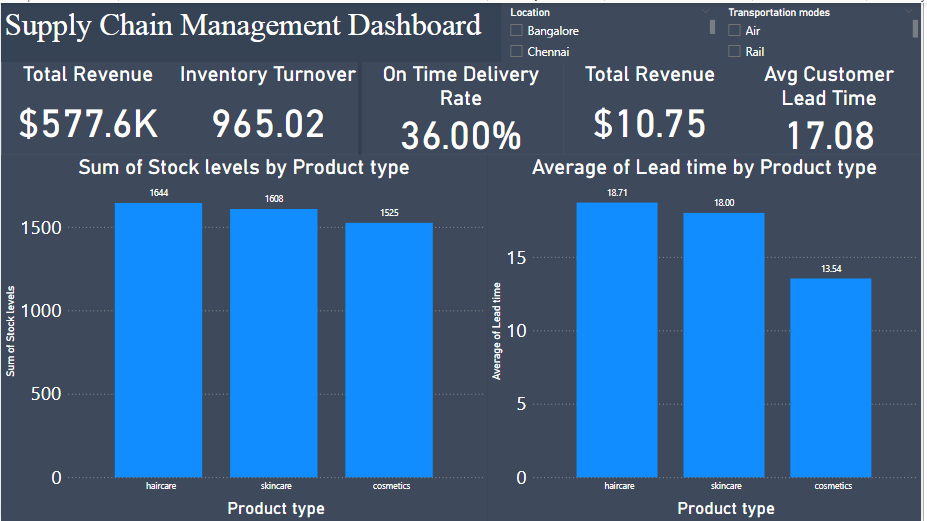 Supply Chain Management Dashboard
Location
Bangalore
Chennai
Transportation modes
Air
Rail
Total Revenue
$577.6K
Inventory Turnover
965.02
On Time Delivery
Rate
36.00%
Total Revenue
$10.75
Avg Customer
Lead Time
17.08
Sum of Stock levels by Product type
Sum of Stock levels
1500
1000
500
0
1644
1608
1525
haircare
skincare
cosmetics
Product type
Average of Lead time by Product type
Average of Lead time
15
10
5
0
18.71
18.00
13.54
haircare
skincare
cosmetics
Product type